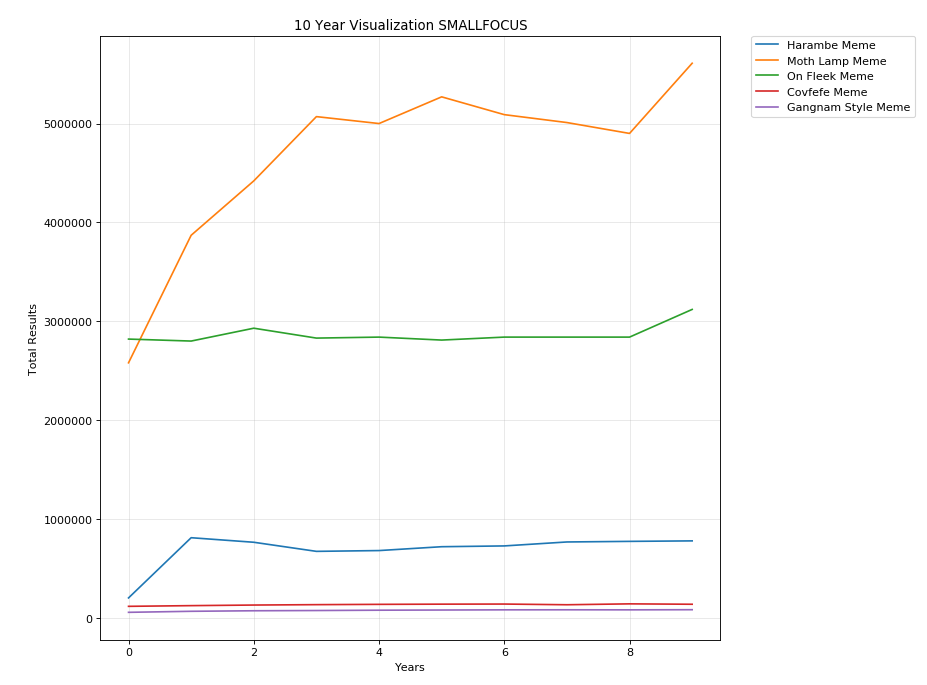 10 Year Visualization SMALLFOCUS
Harambe Meme
Moth Lamp Meme
On Fleek Meme
Covfefe Meme
Gangnam Style Meme
Total Results
5000000
4000000
3000000
2000000
1000000
0
0 2 4 6 8
Years